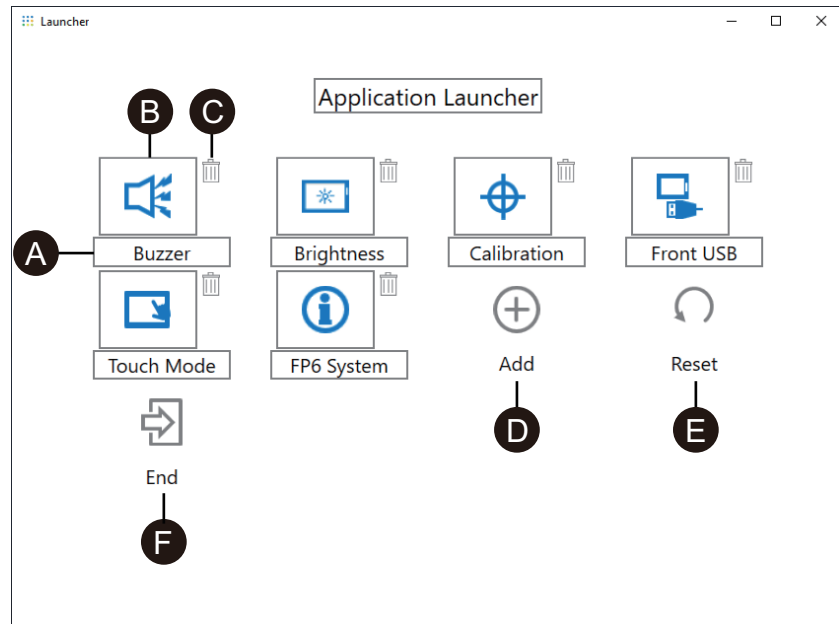 Launcher
Application Launcher
B C
A
Buzzer Brightness Calibration Front USB
Touch Mode FP6 System Add Reset
D E
End
F